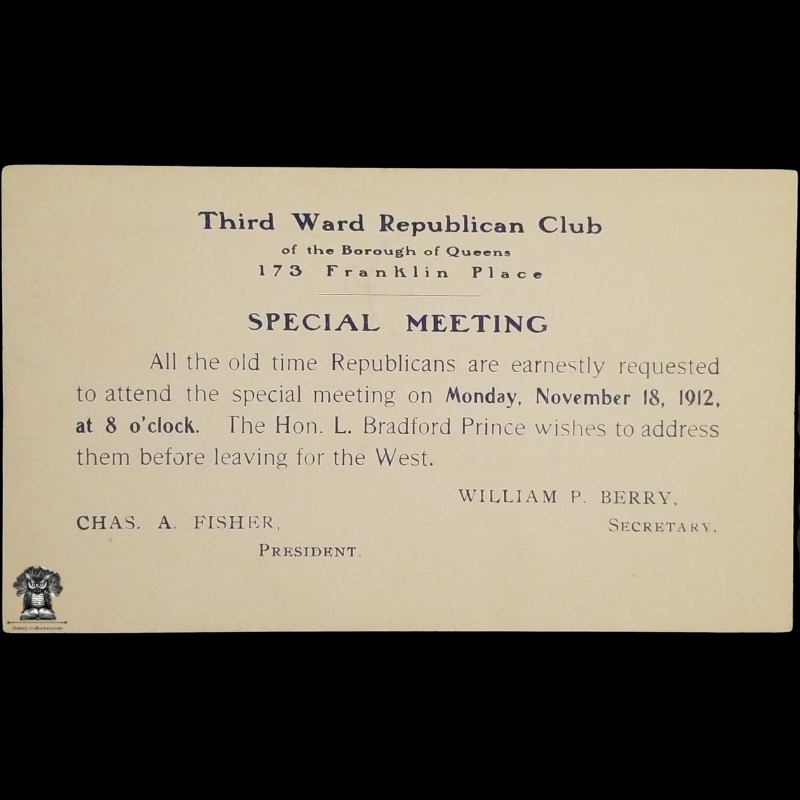 Third Ward Republican Club
of the Borough of Queens
173 Franklin Place
SPECIAL MEETING
All the old time Republicans are earnestly requested
to attend the special meeting on Monday, November 18, 1912,
at 8 o'clock. The Hon. L. Bradford Prince wishes to address
them before leaving for the West.
WILLIAM P. BERRY,
SECRETARY.
CHAS. A. FISHER,
PRESIDENT.